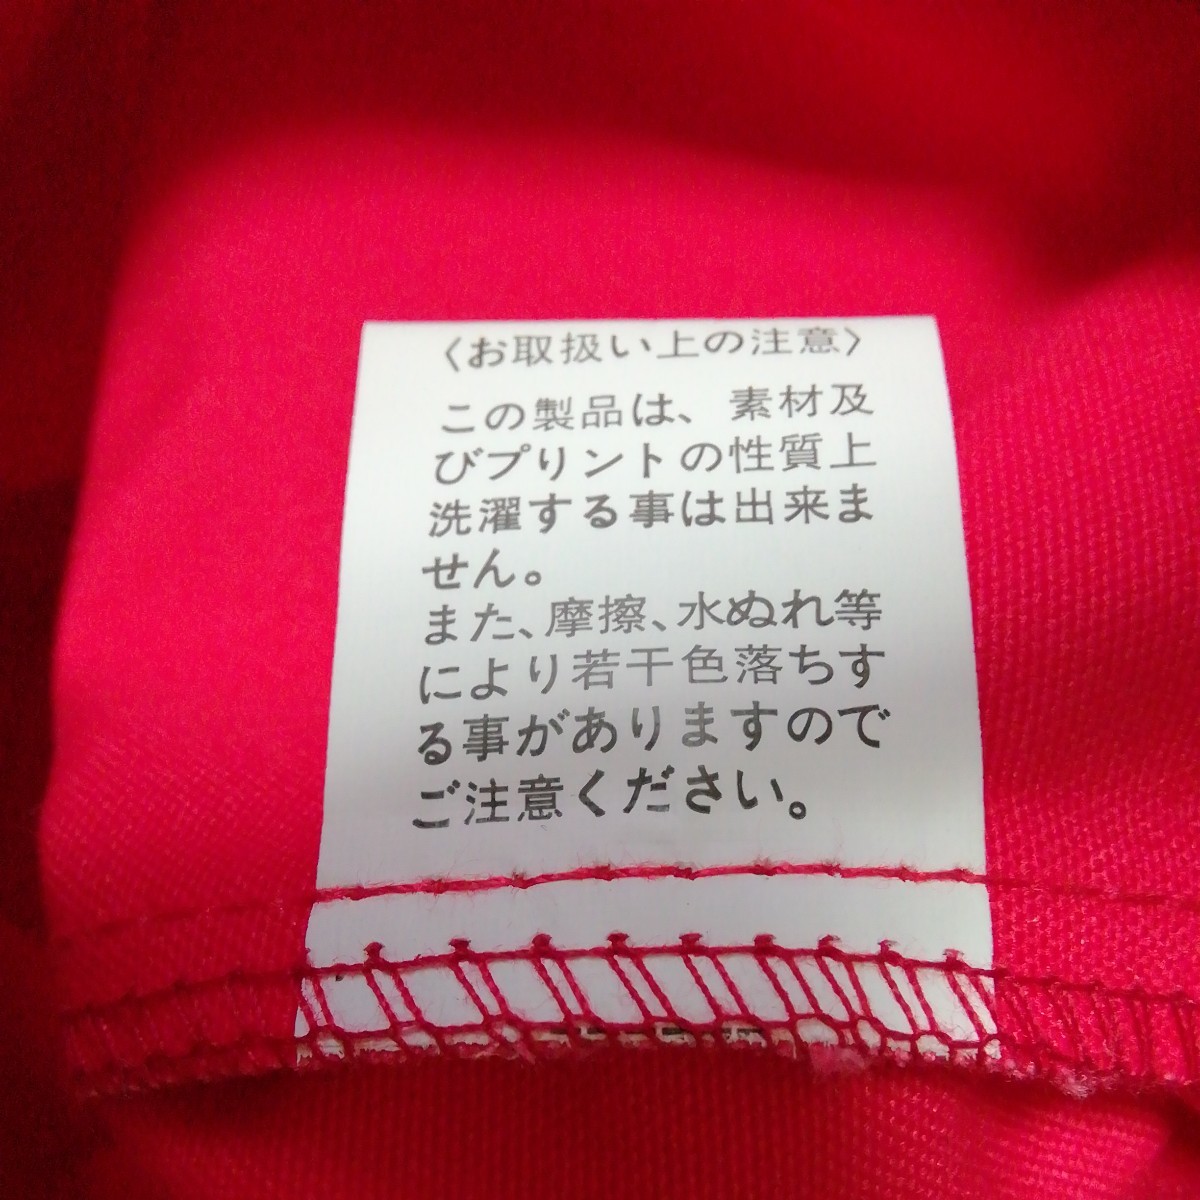 〈お取扱い上の注意〉
この製品は、素材及
びプリントの性質上
洗濯する事は出来ま
せん。
また、摩擦、水ぬれ等
により若干色落ちす
る事がありますので
ご注意ください。